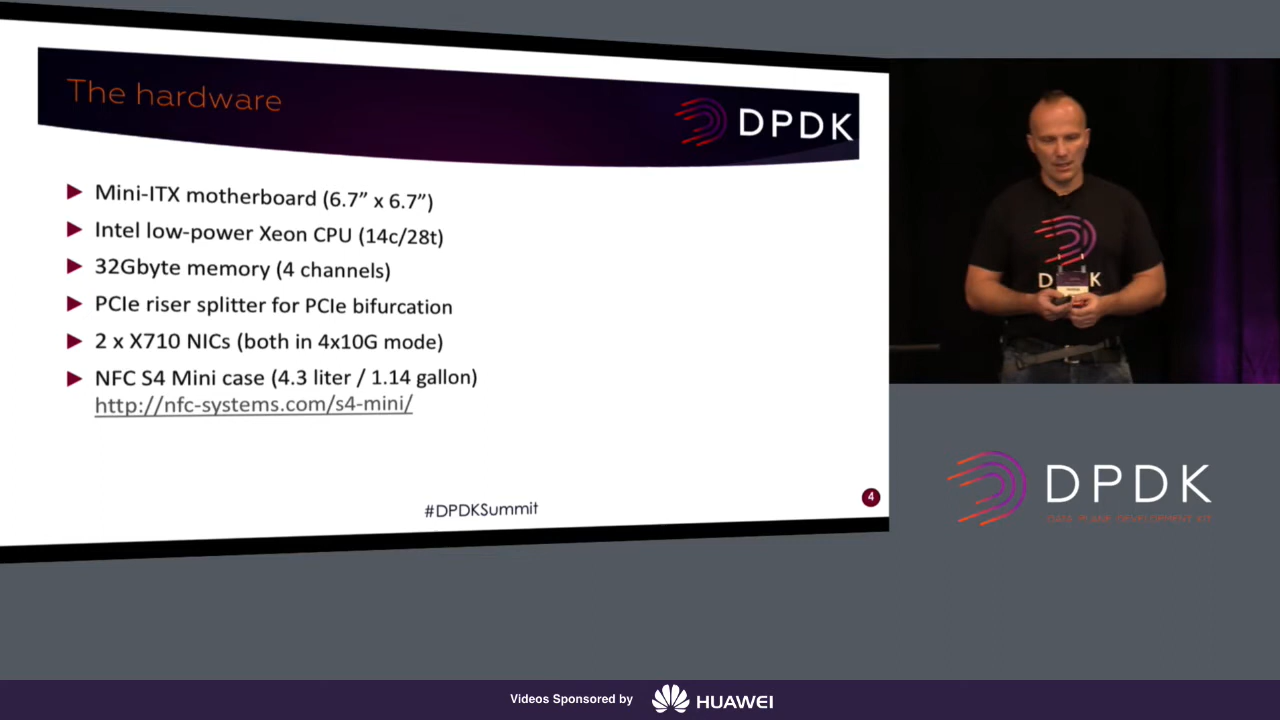 The hardware
DPDK
Mini-ITX motherboard (6.7” x 6.7”)
Intel low-power Xeon CPU (14c/28t)
32Gbyte memory (4 channels)
PCIe riser splitter for PCIe bifurcation
2 x X710 NICs (both in 4x10G mode)
NFC S4 Mini case (4.3 liter / 1.14 gallon)
http://nfc-systems.com/s4-mini/
#DPDKSummit
4
D K
DPDK
DATA PLANE DEVELOPMENT KIT
Videos Sponsored by
HUAWEI